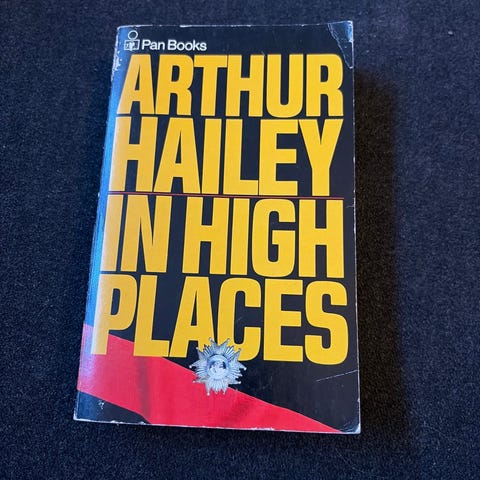 Pan Books
ARTHUR
HAILEY
IN HIGH
PLACES